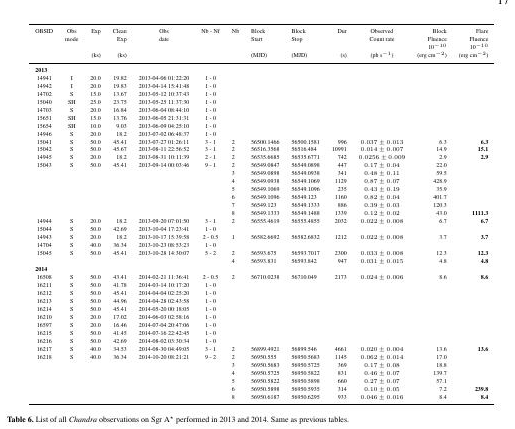 17
OBSID Obs Exp Clean Obs Nb - Nf Nb Block Block Dur Observed Block Flare
mode Exp date Start Stop Count rate Fluence Fluence
10−10 10−10
(ks) (ks) (MJD) (MJD) (s) (ph s−1) (erg cm−2) (erg cm−2)
2013
14941 I 20.0 19.82 2013-04-06 01:22:20 1 - 0
14942 I 20.0 19.83 2013-04-14 15:41:48 1 - 0
14702 S 15.0 13.67 2013-05-12 10:37:43 1 - 0
15040 SH 25.0 23.75 2013-05-25 11:37:30 1 - 0
14703 S 20.0 16.84 2013-06-04 08:44:10 1 - 0
15651 SH 15.0 13.76 2013-06-05 21:31:31 1 - 0
15654 SH 10.0 9.03 2013-06-09 04:25:10 1 - 0
14946 S 20.0 18.2 2013-07-02 06:48:37 1 - 0
15041 S 50.0 45.41 2013-07-27 01:26:11 3 - 1 2 56500.1466 56500.1581 996 0.037 ± 0.013 6.3 6.3
15042 S 50.0 45.67 2013-08-11 22:56:52 3 - 1 2 56516.3568 56516.484 10991 0.014 ± 0.007 14.9 15.1
14945 S 20.0 18.2 2013-08-31 10:11:39 2 - 1 2 56535.6685 56535.6771 742 0.0256 ± 0.009 2.9 2.9
15043 S 50.0 45.41 2013-09-14 00:03:46 9 - 1 2 56549.0847 56549.0898 447 0.17 ± 0.04 22.0
3 56549.0898 56549.0938 341 0.48 ± 0.11 59.5
4 56549.0938 56549.1069 1129 0.87 ± 0.07 428.9
5 56549.1069 56549.1096 235 0.43 ± 0.19 35.9
6 56549.1096 56549.123 1160 0.82 ± 0.04 401.7
7 56549.123 56549.1333 886 0.39 ± 0.03 120.3
8 56549.1333 56549.1488 1339 0.12 ± 0.02 43.0 1111.3
14944 S 20.0 18.2 2013-09-20 07:01:50 3 - 1 2 56555.4619 56555.4855 2032 0.022 ± 0.008 6.7 6.7
15044 S 50.0 42.69 2013-10-04 17:23:41 1 - 0
14943 S 20.0 18.2 2013-10-17 15:39:58 2 - 0.5 1 56582.6692 56582.6832 1212 0.022 ± 0.008 3.7 3.7
14704 S 40.0 36.34 2013-10-23 08:53:23 1 - 0
15045 S 50.0 45.41 2013-10-28 14:30:07 5 - 2 2 56593.675 56593.7017 2300 0.033 ± 0.008 12.3 12.3
4 56593.831 56593.842 947 0.031 ± 0.015 4.8 4.8
2014
16508 S 50.0 43.41 2014-02-21 11:36:41 2 - 0.5 2 56710.0238 56710.049 2173 0.024 ± 0.006 8.6 8.6
16211 S 50.0 41.78 2014-03-14 10:17:20 1 - 0
16212 S 50.0 45.41 2014-04-04 02:25:20 1 - 0
16213 S 50.0 44.96 2014-04-28 02:43:58 1 - 0
16214 S 50.0 45.41 2014-05-20 00:18:05 1 - 0
16210 S 20.0 17.02 2014-06-03 02:58:16 1 - 0
16597 S 20.0 16.46 2014-07-04 20:47:06 1 - 0
16215 S 50.0 41.45 2014-07-16 22:42:45 1 - 0
16216 S 50.0 42.69 2014-08-02 03:30:34 1 - 0
16217 S 40.0 34.53 2014-08-30 04:49:05 3 - 1 2 56899.4921 56899.546 4661 0.020 ± 0.004 13.6 13.6
16218 S 40.0 36.34 2014-10-20 08:21:21 9 - 2 2 56950.555 56950.5683 1145 0.062 ± 0.014 17.0
3 56950.5683 56950.5725 369 0.17 ± 0.08 18.8
4 56950.5725 56950.5822 831 0.46 ± 0.07 139.7
5 56950.5822 56950.5898 660 0.27 ± 0.07 57.1
6 56950.5898 56950.5935 314 0.10 ± 0.05 7.2 239.8
8 56950.6187 56950.6295 933 0.046 ± 0.016 8.4 8.4
Table 6. List of all Chandra observations on Sgr A⋆ performed in 2013 and 2014. Same as previous tables.